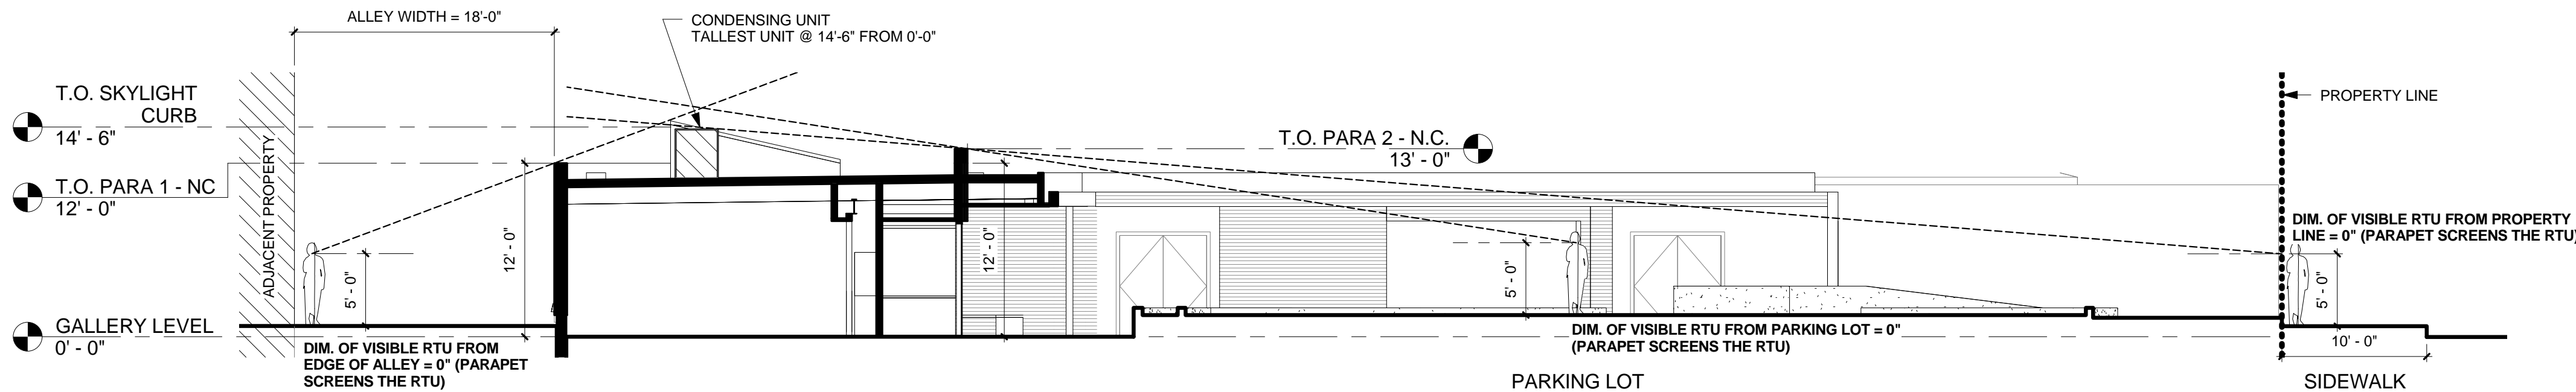 ALLEY WIDTH = 18'-0"
CONDENSING UNIT
TALLEST UNIT @ 14'-6" FROM 0'-0"
T.O. SKYLIGHT
CURB
14' - 6"
T.O. PARA 1 - NC
12' - 0"
GALLERY LEVEL
0' - 0"
ADJACENT PROPERTY
5' - 0"
DIM. OF VISIBLE RTU FROM
EDGE OF ALLEY = 0" (PARAPET
SCREENS THE RTU)
12' - 0"
12' - 0"
T.O. PARA 2 - N.C.
13' - 0"
5' - 0"
DIM. OF VISIBLE RTU FROM PARKING LOT = 0"
(PARAPET SCREENS THE RTU)
PARKING LOT
PROPERTY LINE
DIM. OF VISIBLE RTU FROM PROPERTY
LINE = 0" (PARAPET SCREENS THE RTU)
5' - 0"
10' - 0"
SIDEWALK